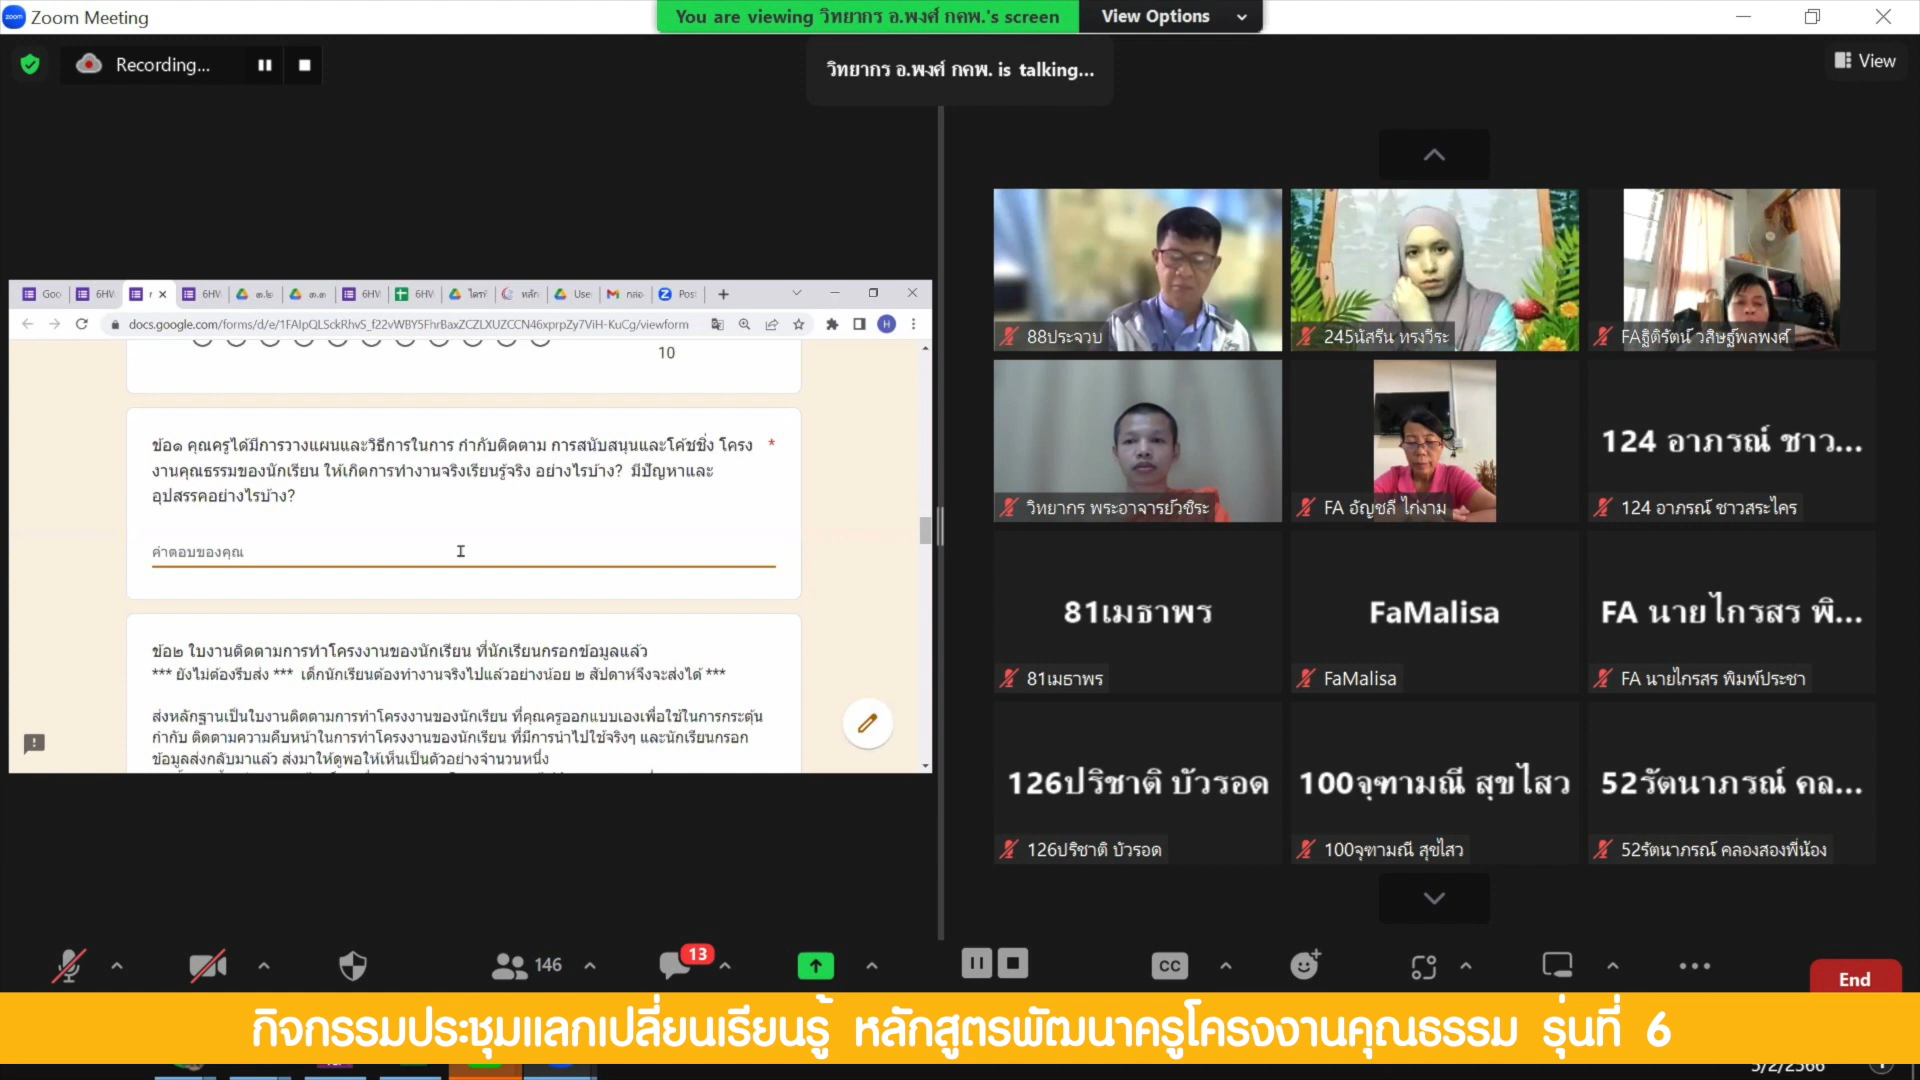 Zoom Meeting
You are viewing วิทยากร อ.พงศ์ กคพ.'s screen
View Options
Recording...
วิทยากร อ.พงศ์ กคพ. is talking...
View
Goo
6HW
6HW
๓.๒
๓.๓
6HW
6HW
ไดรฟ์
หลัก
Use
กล่อ
Pos
docs.google.com/forms/d/e/1FAIpQLSckRhvS_f22vWBY5FhrBaxZCZLXUZCCN46xprpZy7ViH-KuCg/viewform
H
10
ข้อ๑ คุณครูได้มีการวางแผนและวิธีการในการ กำกับติดตาม การสนับสนุนและโค้ชชิ่ง โครง *
งานคุณธรรมของนักเรียน ให้เกิดการทำงานจริงเรียนรู้จริง อย่างไรบ้าง? มีปัญหาและ
อุปสรรคอย่างไรบ้าง?
คำตอบของคุณ
ข้อ๒ ใบงานติดตามการทำโครงงานของนักเรียน ที่นักเรียนกรอกข้อมูลแล้ว
*** ยังไม่ต้องรีบส่ง *** เด็กนักเรียนต้องทำงานจริงไปแล้วอย่างน้อย ๒ สัปดาห์จึงจะส่งได้ ***
ส่งหลักฐานเป็นใบงานติดตามการทำโครงงานของนักเรียน ที่คุณครูออกแบบเองเพื่อใช้ในการกระตุ้น
กำกับ ติดตามความคืบหน้าในการทำโครงงานของนักเรียน ที่มีการนำไปใช้จริงๆ และนักเรียนกรอก
ข้อมูลส่งกลับมาแล้ว ส่งมาให้ดูพอให้เห็นเป็นตัวอย่างจำนวนหนึ่ง
88ประจวบ
245นัสรีน ทรงวีระ
FAฐิติรัตน์ วสิษฐ์พลพงศ์
วิทยากร พระอาจารย์วชิระ
FA อัญชลี ไก่งาม
124 อาภรณ์ ชาว...
124 อาภรณ์ ชาวสระไคร
81เมธาพร
81เมธาพร
FaMalisa
FaMalisa
FA นายไกรสร พิ...
FA นายไกรสร พิมพ์ประชา
126ปริชาติ บัวรอด
126ปริชาติ บัวรอด
100จุฑามณี สุขไสว
100จุฑามณี สุขไสว
52รัตนาภรณ์ คล...
52รัตนาภรณ์ คลองสองพี่น้อง
146
13
CC
End
กิจกรรมประชุมแลกเปลี่ยนเรียนรู้ หลักสูตรพัฒนาครูโครงงานคุณธรรม รุ่นที่ 6
5/2/2566